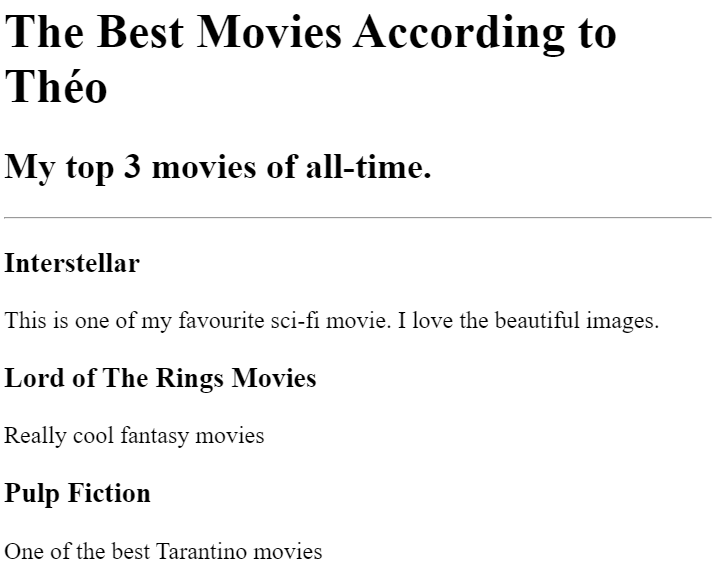 The Best Movies According to
Théo
My top 3 movies of all-time.
Interstellar
This is one of my favourite sci-fi movie. I love the beautiful images.
Lord of The Rings Movies
Really cool fantasy movies
Pulp Fiction
One of the best Tarantino movies